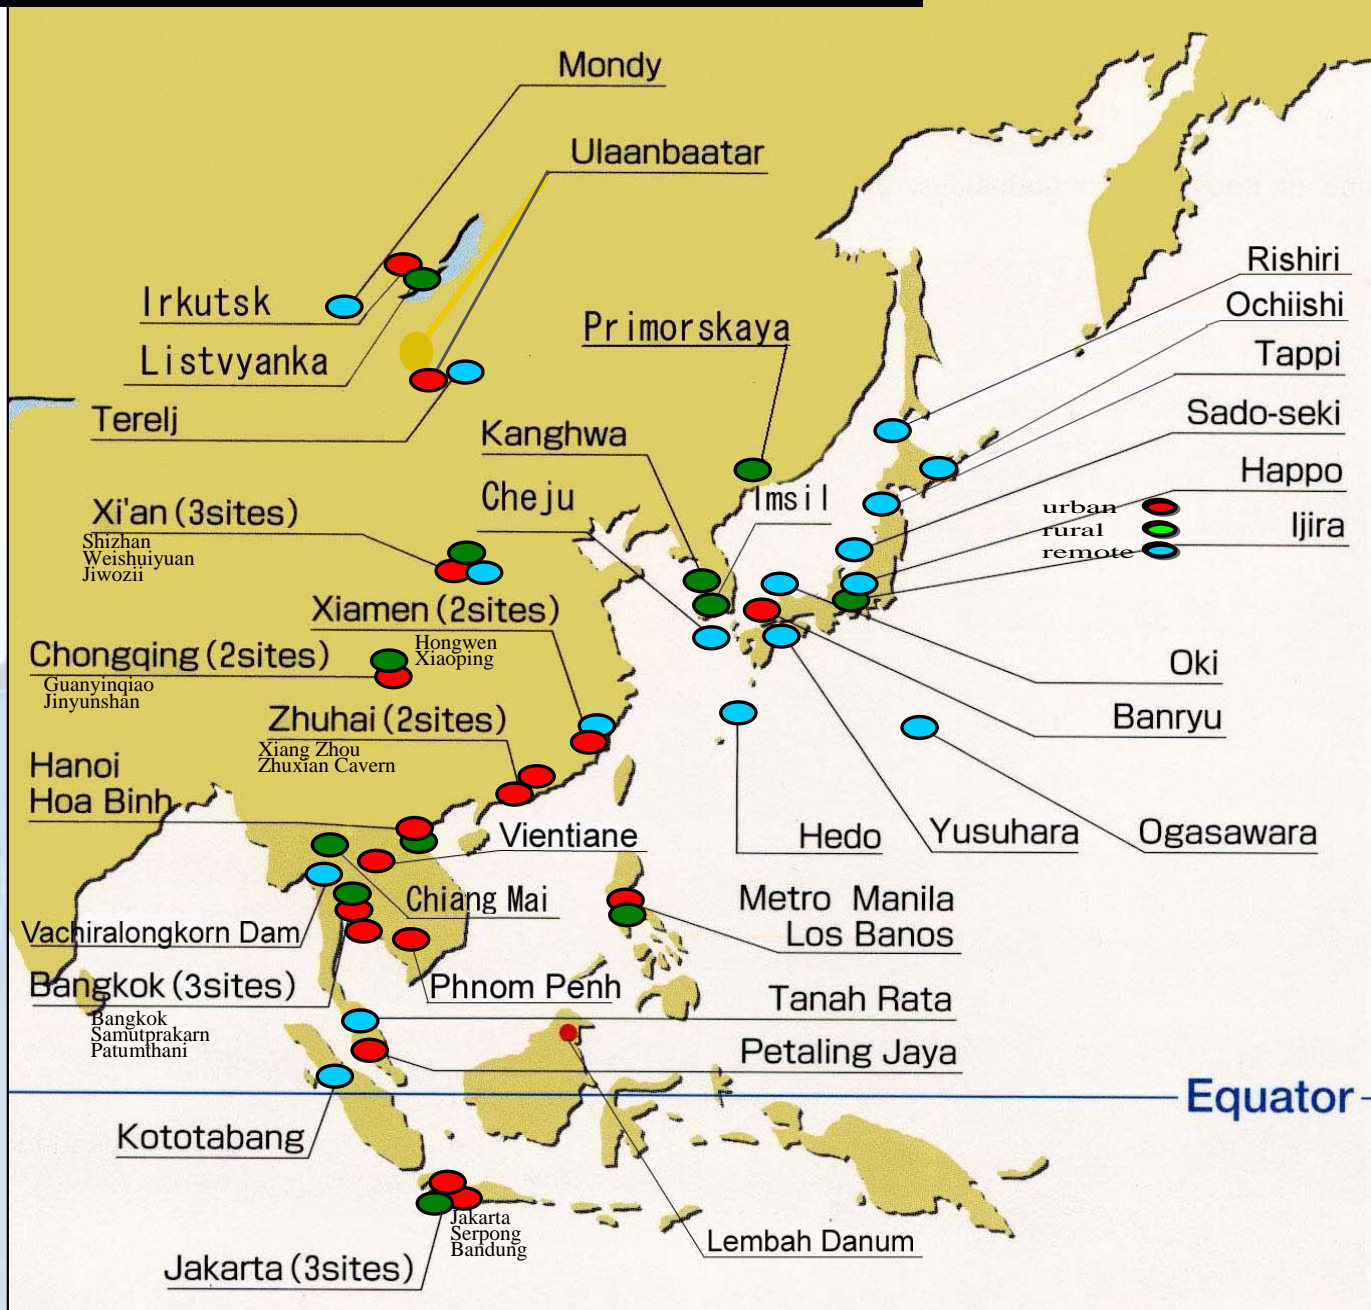 Mondy
Ulaanbaatar
Rishiri
Irkutsk
Ochiishi
Primorskaya
Listvyanka
Tappi
Terelj
Kanghwa
Sado-seki
Cheju
Imsil
Happo
Xi'an (3sites)
Shizhan
Weishuiyuan
Jiwozii
urban
rural
remote
Ijira
Xiamen (2sites)
Hongwen
Xiaoping
Chongqing (2sites)
Guanyinqiao
Jinyunshan
Oki
Zhuhai (2sites)
Xiang Zhou
Zhuxian Cavern
Banryu
Hanoi
Hoa Binh
Vientiane
Hedo
Yusuhara
Ogasawara
Chiang Mai
Metro Manila
Los Banos
Vachiralongkorn Dam
Bangkok (3sites)
Bangkok
Samutprakarn
Patumthani
Phnom Penh
Tanah Rata
Petaling Jaya
Equator
Kototabang
Jakarta
Serpong
Bandung
Lembah Danum
Jakarta (3sites)